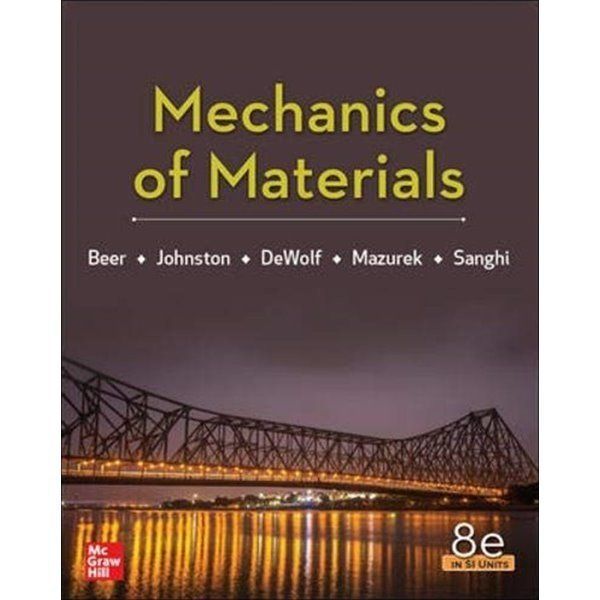 Mechanics
of Materials
Beer ◆ Johnston ◆ DeWolf ◆ Mazurek ◆ Sanghi
Mc
Graw
Hill
8e
IN SI UNITS